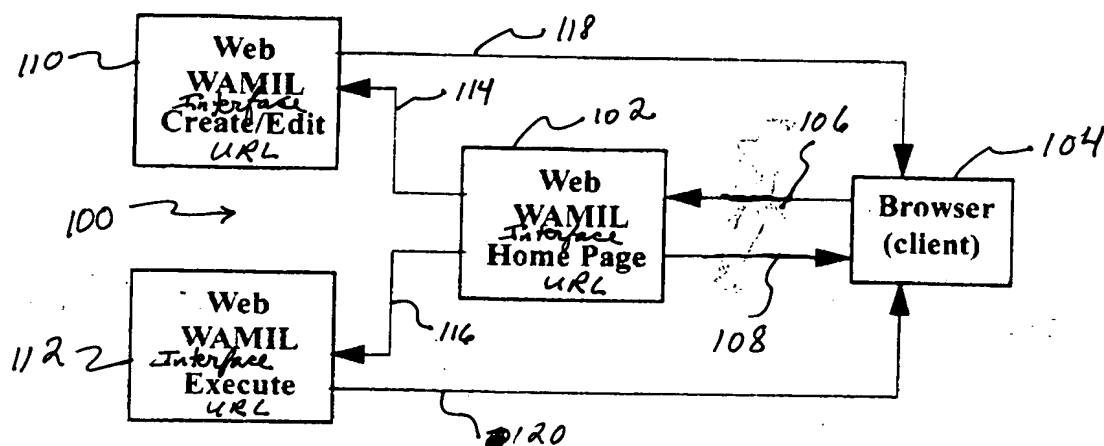 110
Web
WAMIL
Interface
Create/Edit
URL
118
114
102
106
104
100
Web
WAMIL
Interface
Home Page
URL
Browser
(client)
108
112
Web
WAMIL
Interface
Execute
URL
116
120